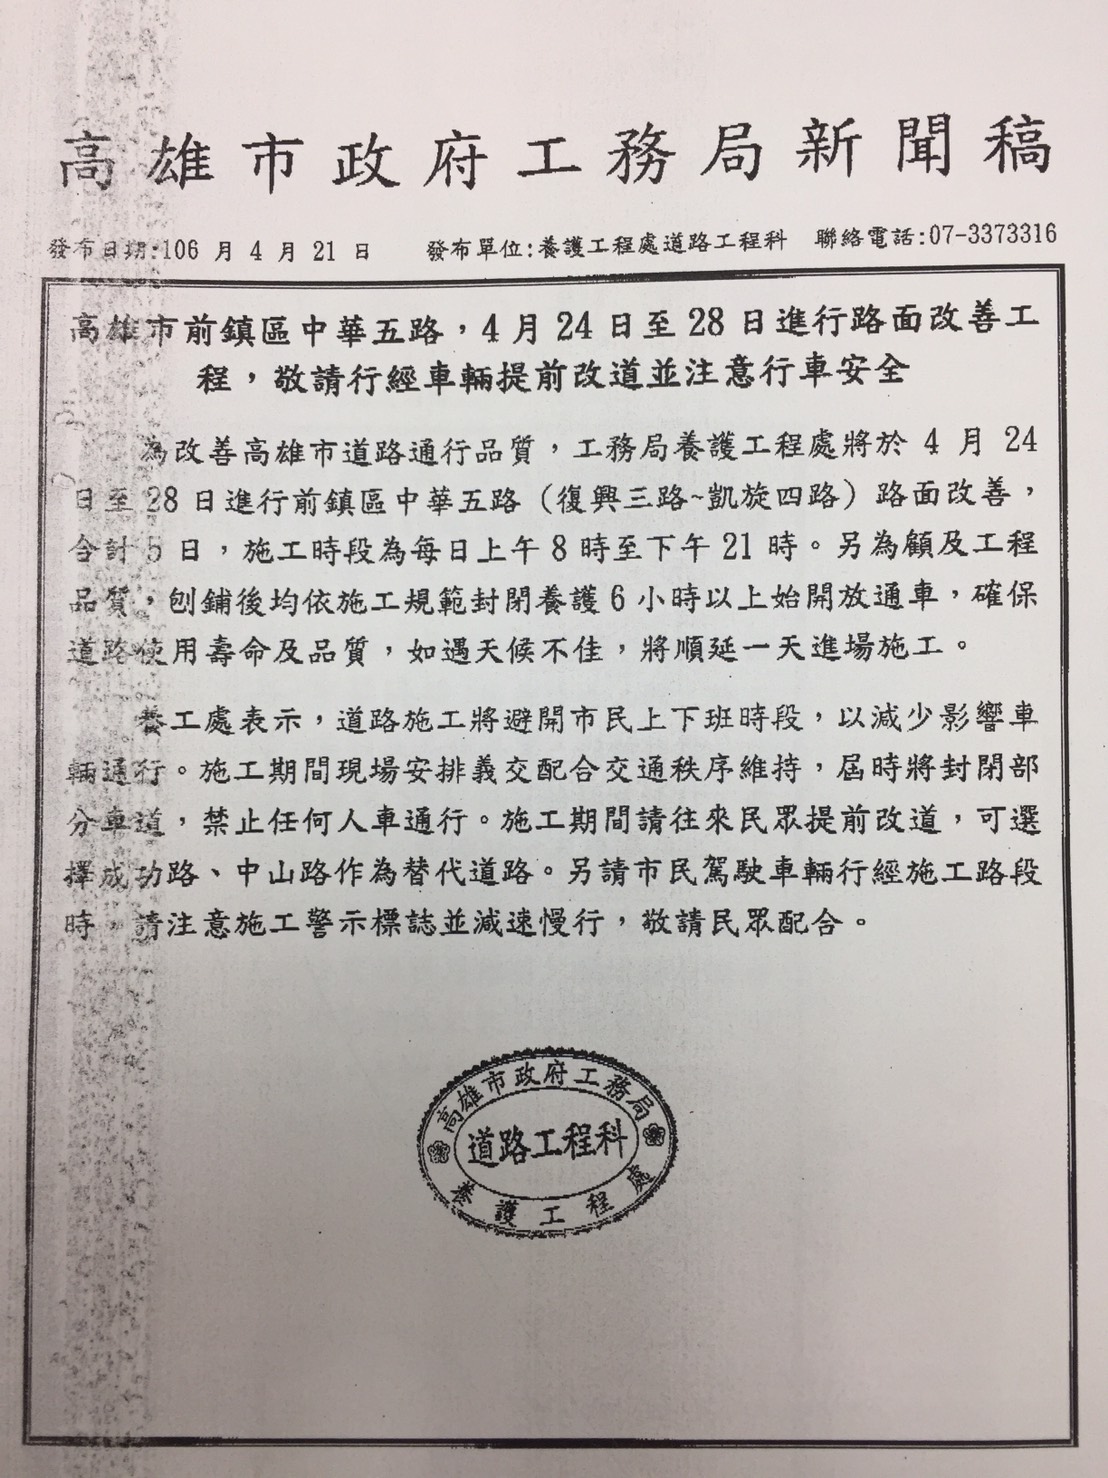 高雄市政府工務局新聞稿
發布日期:106 月 4 月 21 日　發布單位:養護工程處道路工程科　聯絡電話:07-3373316
高雄市前鎮區中華五路，4 月 24 日至 28 日進行路面改善工
程，敬請行經車輛提前改道並注意行車安全
為改善高雄市道路通行品質，工務局養護工程處將於 4 月 24
日至 28 日進行前鎮區中華五路（復興三路~凱旋四路）路面改善，
合計 5 日，施工時段為每日上午 8 時至下午 21 時。另為顧及工程
品質，刨鋪後均依施工規範封閉養護 6 小時以上始開放通車，確保
道路使用壽命及品質，如遇天候不佳，將順延一天進場施工。
養工處表示，道路施工將避開市民上下班時段，以減少影響車
輛通行。施工期間現場安排義交配合交通秩序維持，屆時將封閉部
分車道，禁止任何人車通行。施工期間請往來民眾提前改道，可選
擇成功路、中山路作為替代道路。另請市民駕駛車輛行經施工路段
時，請注意施工警示標誌並減速慢行，敬請民眾配合。
高雄市政府工務局
道路工程科
養護工程處